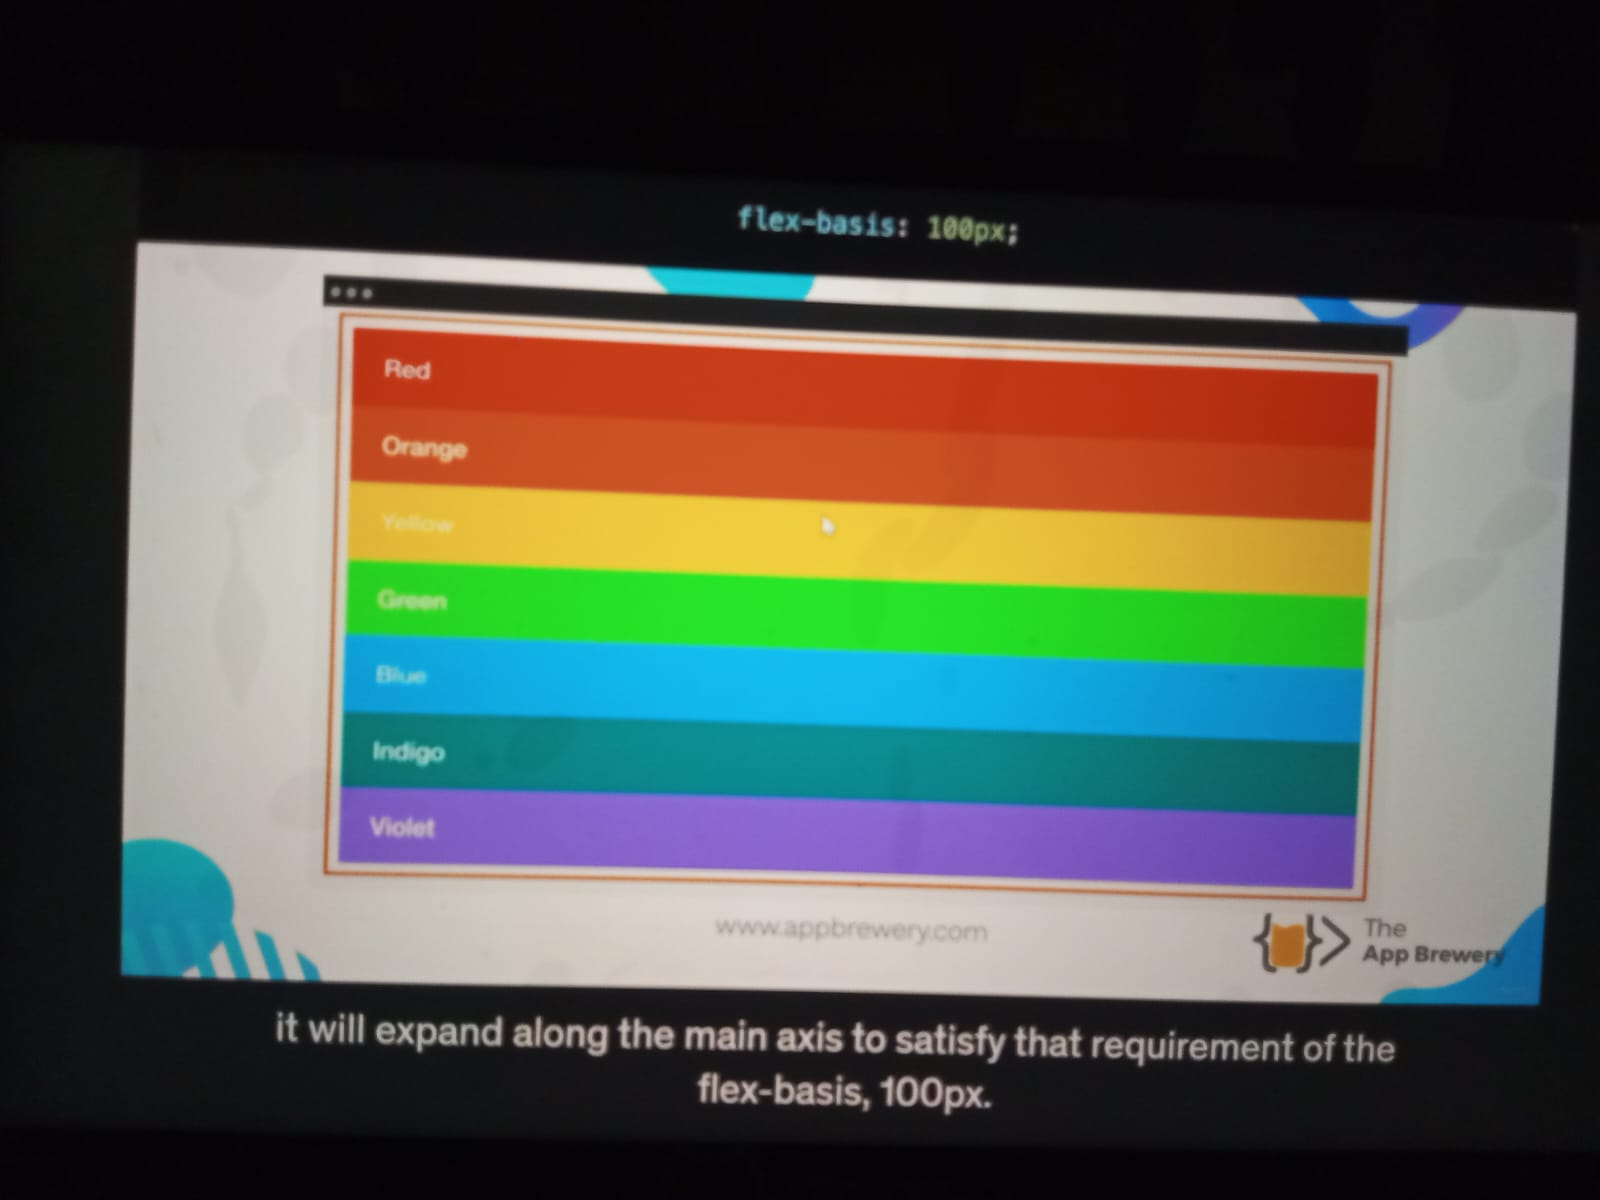 flex-basis: 100px;
Red
Orange
Yellow
Green
Blue
Indigo
Violet
www.appbrewery.com
The
App Brewery
it will expand along the main axis to satisfy that requirement of the
flex-basis, 100px.